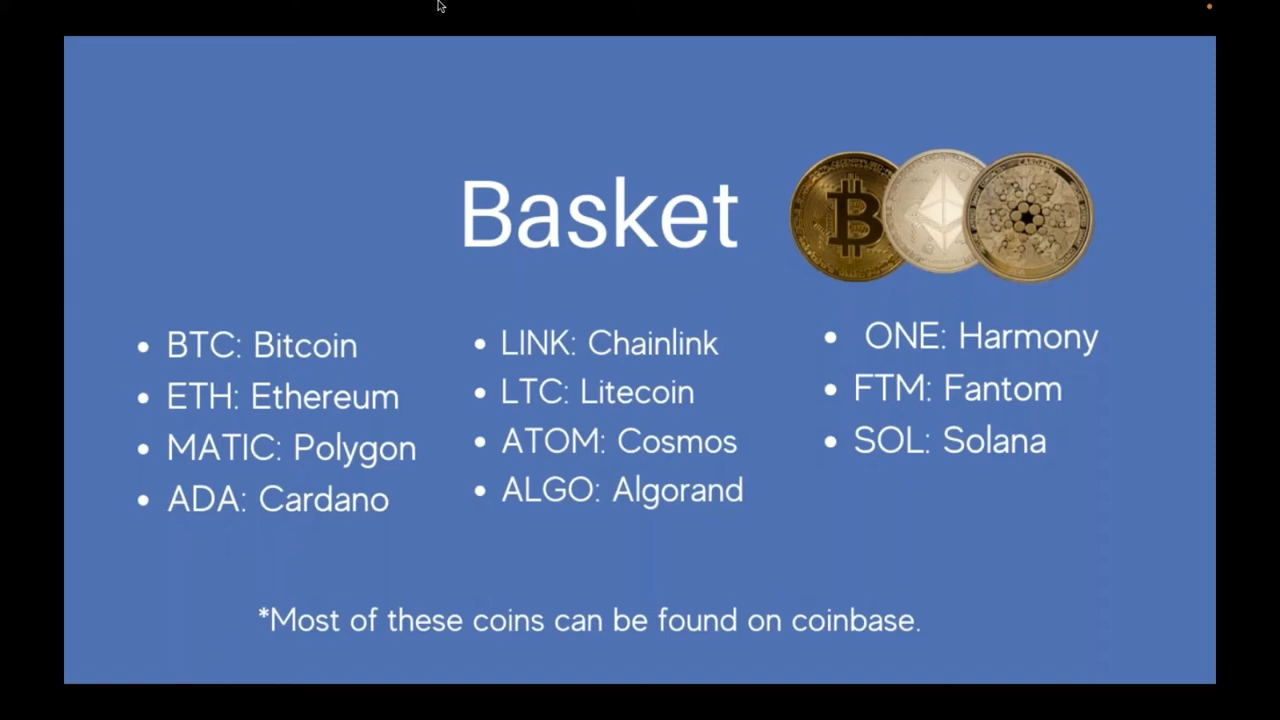 Basket
• BTC: Bitcoin
• ETH: Ethereum
• MATIC: Polygon
• ADA: Cardano
• LINK: Chainlink
• LTC: Litecoin
• ATOM: Cosmos
• ALGO: Algorand
• ONE: Harmony
• FTM: Fantom
• SOL: Solana
*Most of these coins can be found on coinbase.